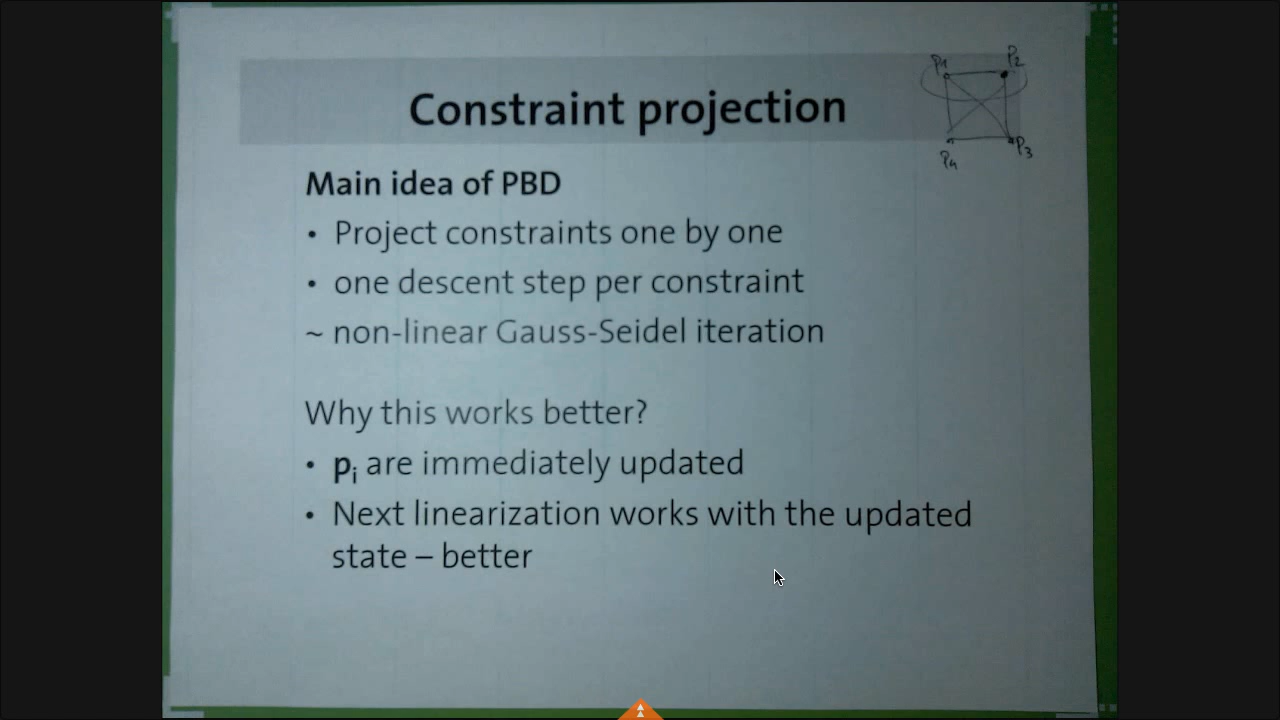 p1 p2
Constraint projection
p4 p3
Main idea of PBD
• Project constraints one by one
• one descent step per constraint
~ non-linear Gauss-Seidel iteration
Why this works better?
• pi are immediately updated
• Next linearization works with the updated
state – better